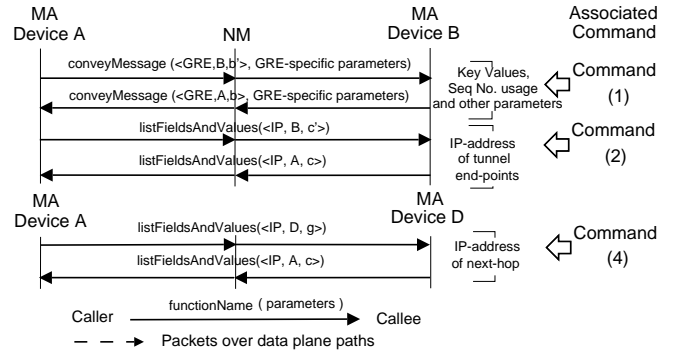 MA
Device A
NM
MA
Device B
Associated
Command
conveyMessage (<GRE,B,b'>, GRE-specific parameters)
conveyMessage (<GRE,A,b>, GRE-specific parameters)
Key Values,
Seq No. usage
and other parameters
Command
(1)
listFieldsAndValues(<IP, B, c'>)
listFieldsAndValues(<IP, A, c>)
IP-address
of tunnel
end-points
Command
(2)
MA
Device A
MA
Device D
listFieldsAndValues(<IP, D, g>)
listFieldsAndValues(<IP, A, c>)
IP-address
of next-hop
Command
(4)
Caller
functionName ( parameters )
Callee
Packets over data plane paths